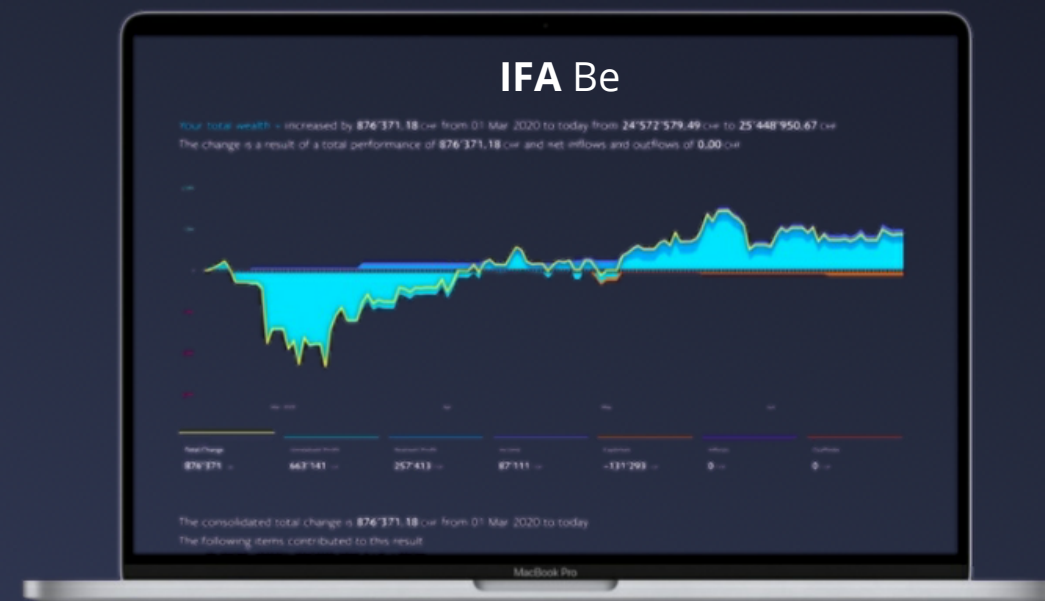 IFA Be
Your total wealth - increased by 876'371.18 CHF from 01 Mar 2020 to today from 24'572'579.49 CHF to 25'448'950.67 CHF
The change is a result of a total performance of 876'371.18 CHF and net inflows and outflows of 0.00 CHF
Total Change
876'371 663'141 257'413 87'111 -131'293 0 0
The consolidated total change is 876'371.18 CHF from 01 Mar 2020 to today
The following items contributed to this result
MacBook Pro